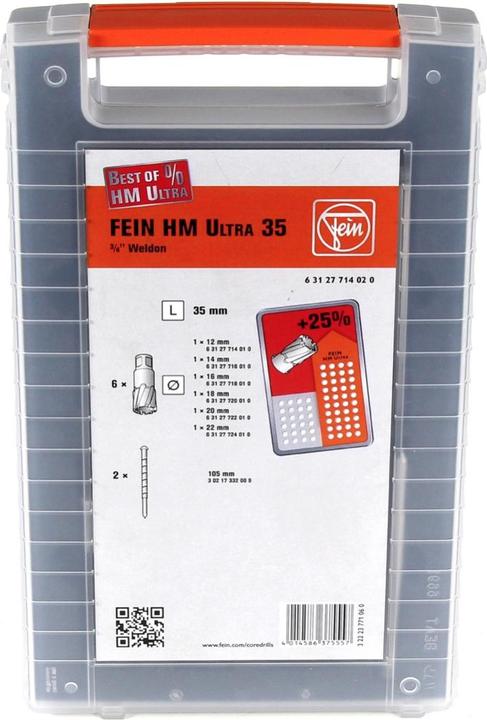 BEST OF %
HM ULTRA
FEIN HM ULTRA 35
¾" Weldon
Fein
6 31 27 714 02 0
L 35 mm
+25%
FEIN
HM ULTRA
6 ×
Ø
1 × 12 mm
6 31 27 714 01 0
1 × 14 mm
6 31 27 716 01 0
1 × 16 mm
6 31 27 718 01 0
1 × 18 mm
6 31 27 720 01 0
1 × 20 mm
6 31 27 722 01 0
1 × 22 mm
6 31 27 724 01 0
2 ×
105 mm
3 02 17 332 00 9
www.fein.com/coredrills
4 014586 375557
3 22 23 771 06 0